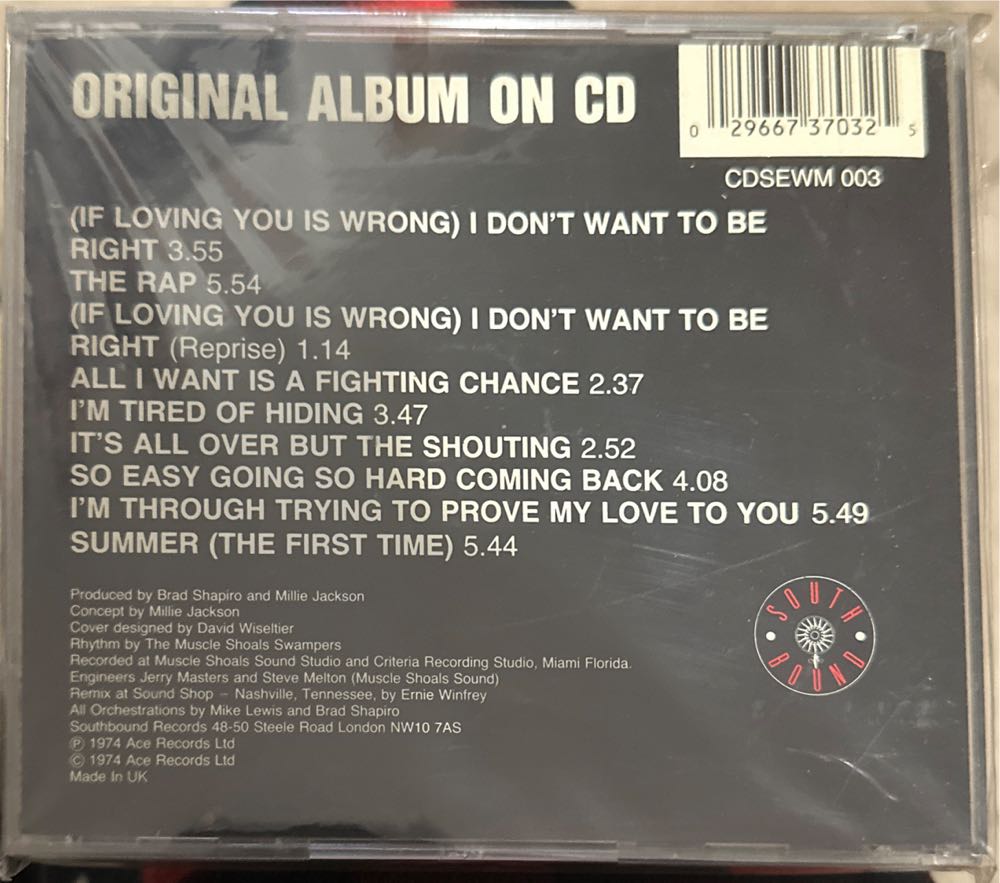 ORIGINAL ALBUM ON CD
0 29667 37032 5
CDSEWM 003
(IF LOVING YOU IS WRONG) I DON'T WANT TO BE
RIGHT 3.55
THE RAP 5.54
(IF LOVING YOU IS WRONG) I DON'T WANT TO BE
RIGHT (Reprise) 1.14
ALL I WANT IS A FIGHTING CHANCE 2.37
I'M TIRED OF HIDING 3.47
IT'S ALL OVER BUT THE SHOUTING 2.52
SO EASY GOING SO HARD COMING BACK 4.08
I'M THROUGH TRYING TO PROVE MY LOVE TO YOU 5.49
SUMMER (THE FIRST TIME) 5.44
Produced by Brad Shapiro and Millie Jackson
Concept by Millie Jackson
Cover designed by David Wiseltier
Rhythm by The Muscle Shoals Swampers
Recorded at Muscle Shoals Sound Studio and Criteria Recording Studio, Miami Florida.
Engineers Jerry Masters and Steve Melton (Muscle Shoals Sound)
Remix at Sound Shop – Nashville, Tennessee, by Ernie Winfrey
All Orchestrations by Mike Lewis and Brad Shapiro
Southbound Records 48-50 Steele Road London NW10 7AS
Ⓟ 1974 Ace Records Ltd
© 1974 Ace Records Ltd
Made In UK
SOUTH
BOUND